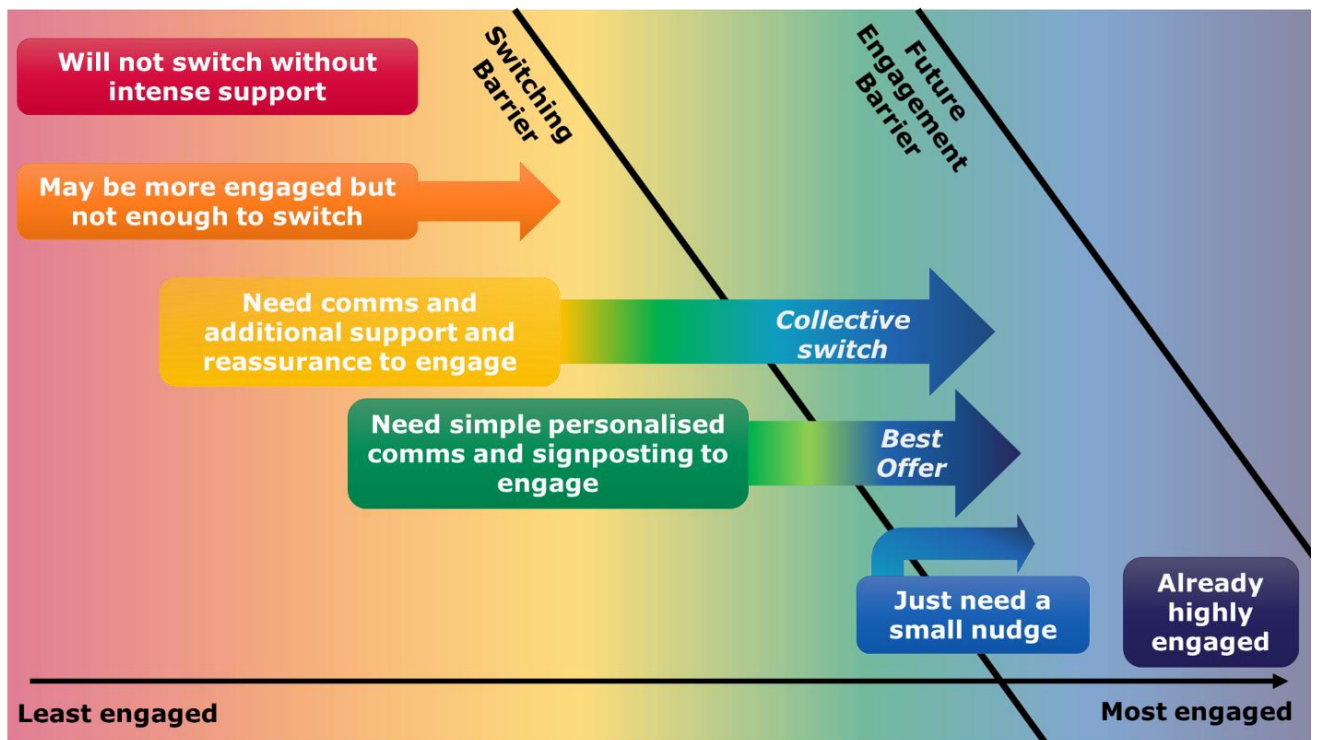 Will not switch without
intense support
Switching
Barrier
Future
Engagement
Barrier
May be more engaged but
not enough to switch
Need comms and
additional support and
reassurance to engage
Collective
switch
Need simple personalised
comms and signposting to
engage
Best
Offer
Just need a
small nudge
Already
highly
engaged
Least engaged
Most engaged